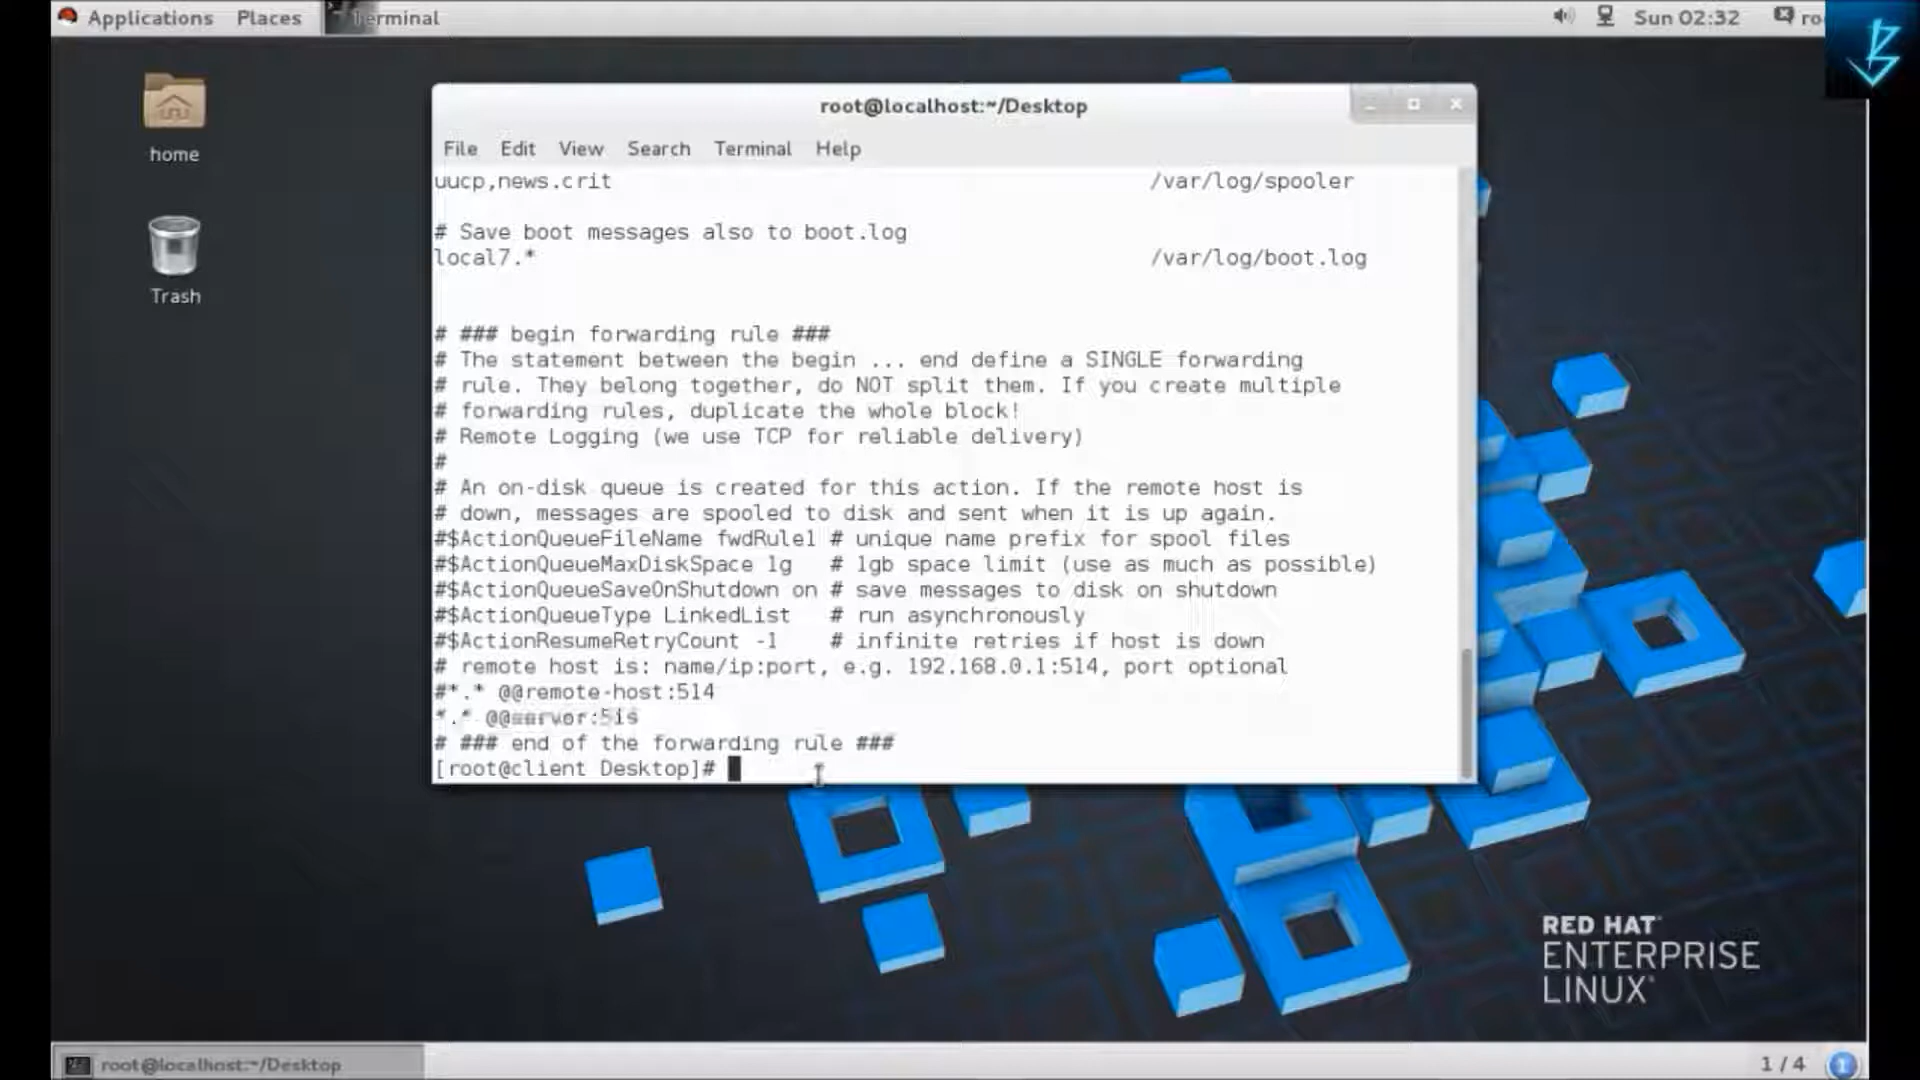 Applications Places Terminal Sun 02:32
home
Trash
root@localhost:~/Desktop
File Edit View Search Terminal Help
uucp,news.crit /var/log/spooler
# Save boot messages also to boot.log
local7.* /var/log/boot.log
# ### begin forwarding rule ###
# The statement between the begin ... end define a SINGLE forwarding
# rule. They belong together, do NOT split them. If you create multiple
# forwarding rules, duplicate the whole block!
# Remote Logging (we use TCP for reliable delivery)
#
# An on-disk queue is created for this action. If the remote host is
# down, messages are spooled to disk and sent when it is up again.
#$ActionQueueFileName fwdRule1 # unique name prefix for spool files
#$ActionQueueMaxDiskSpace 1g # 1gb space limit (use as much as possible)
#$ActionQueueSaveOnShutdown on # save messages to disk on shutdown
#$ActionQueueType LinkedList # run asynchronously
#$ActionResumeRetryCount -1 # infinite retries if host is down
# remote host is: name/ip:port, e.g. 192.168.0.1:514, port optional
#*.* @@remote-host:514
*.*
# ### end of the forwarding rule ###
[root@client Desktop]#
RED HAT
ENTERPRISE
LINUX
root@localhost:~/Desktop 1 / 4